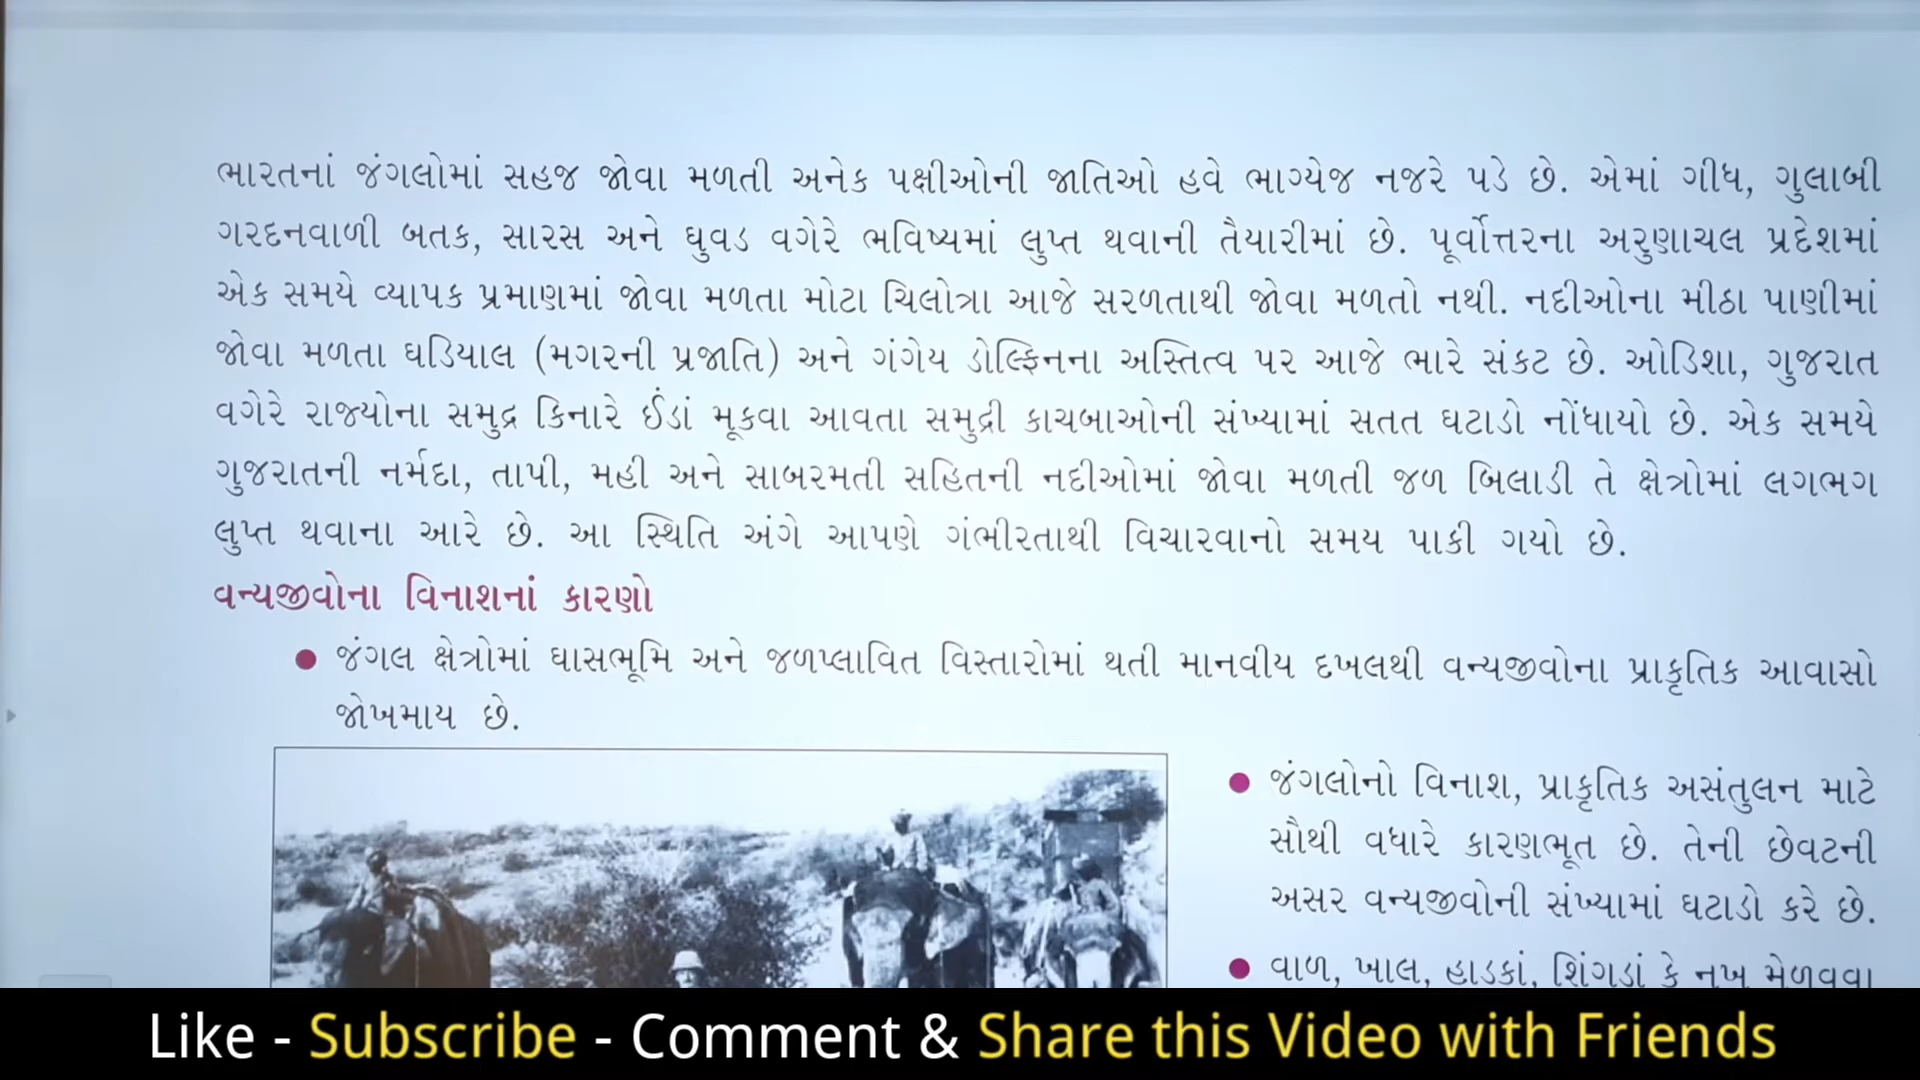 ભારતનાં જંગલોમાં સહજ જોવા મળતી અનેક પક્ષીઓની જાતિઓ હવે ભાગ્યેજ નજરે પડે છે. એમાં ગીધ, ગુલાબી
ગરદનવાળી બતક, સારસ અને ઘુવડ વગેરે ભવિષ્યમાં લુપ્ત થવાની તૈયારીમાં છે. પૂર્વોત્તરના અરુણાચલ પ્રદેશમાં
એક સમયે વ્યાપક પ્રમાણમાં જોવા મળતા મોટા ચિલોત્રા આજે સરળતાથી જોવા મળતો નથી. નદીઓના મીઠા પાણીમાં
જોવા મળતા ઘડિયાલ (મગરની પ્રજાતિ) અને ગંગેય ડોલ્ફિનના અસ્તિત્વ પર આજે ભારે સંકટ છે. ઓડિશા, ગુજરાત
વગેરે રાજ્યોના સમુદ્ર કિનારે ઈંડાં મૂકવા આવતા સમુદ્રી કાચબાઓની સંખ્યામાં સતત ઘટાડો નોંધાયો છે. એક સમયે
ગુજરાતની નર્મદા, તાપી, મહી અને સાબરમતી સહિતની નદીઓમાં જોવા મળતી જળ બિલાડી તે ક્ષેત્રોમાં લગભગ
લુપ્ત થવાના આરે છે. આ સ્થિતિ અંગે આપણે ગંભીરતાથી વિચારવાનો સમય પાકી ગયો છે.
વન્યજીવોના વિનાશનાં કારણો
● જંગલ ક્ષેત્રોમાં ઘાસભૂમિ અને જળપ્લાવિત વિસ્તારોમાં થતી માનવીય દખલથી વન્યજીવોના પ્રાકૃતિક આવાસો
જોખમાય છે.
● જંગલોનો વિનાશ, પ્રાકૃતિક અસંતુલન માટે
સૌથી વધારે કારણભૂત છે. તેની છેવટની
અસર વન્યજીવોની સંખ્યામાં ઘટાડો કરે છે.
● વાળ, ખાલ, હાડકાં, શિંગડાં કે નખ મેળવવા
Like - Subscribe - Comment & Share this Video with Friends